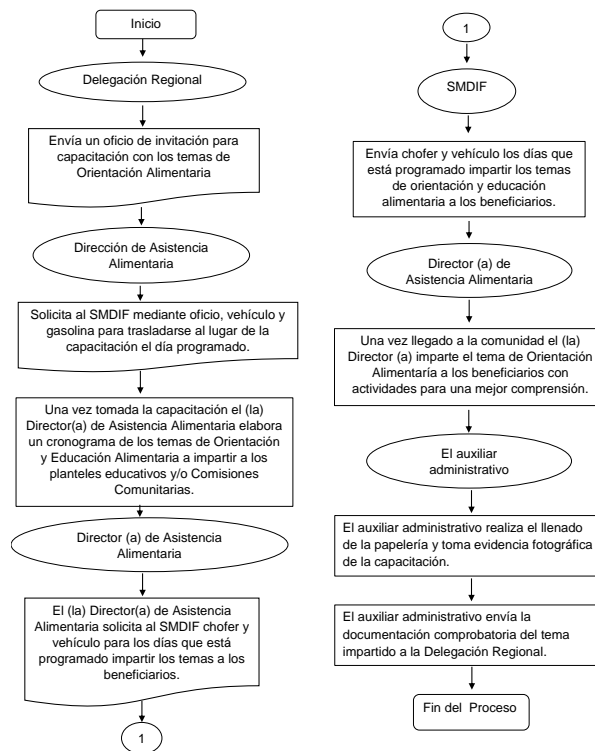 Inicio
Delegación Regional
Envía un oficio de invitación para
capacitación con los temas de
Orientación Alimentaria
Dirección de Asistencia
Alimentaria
Solicita al SMDIF mediante oficio, vehículo y
gasolina para trasladarse al lugar de la
capacitación el día programado.
Una vez tomada la capacitación el (la)
Director(a) de Asistencia Alimentaria elabora
un cronograma de los temas de Orientación
y Educación Alimentaria a impartir a los
planteles educativos y/o Comisiones
Comunitarias.
Director (a) de Asistencia
Alimentaria
El (la) Director(a) de Asistencia
Alimentaria solicita al SMDIF chofer y
vehículo para los días que está
programado impartir los temas a los
beneficiarios.
1
1
SMDIF
Envía chofer y vehículo los días que
está programado impartir los temas
de orientación y educación
alimentaria a los beneficiarios.
Director (a) de
Asistencia Alimentaria
Una vez llegado a la comunidad el (la)
Director (a) imparte el tema de Orientación
Alimentaría a los beneficiarios con
actividades para una mejor comprensión.
El auxiliar
administrativo
El auxiliar administrativo realiza el llenado
de la papelería y toma evidencia fotográfica
de la capacitación.
El auxiliar administrativo envía la
documentación comprobatoria del tema
impartido a la Delegación Regional.
Fin del Proceso